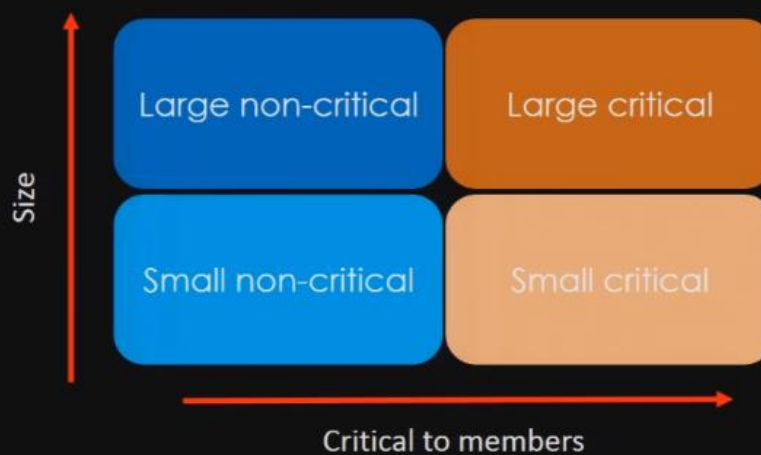 Large non-critical
Large critical
Size
Small non-critical
Small critical
Critical to members